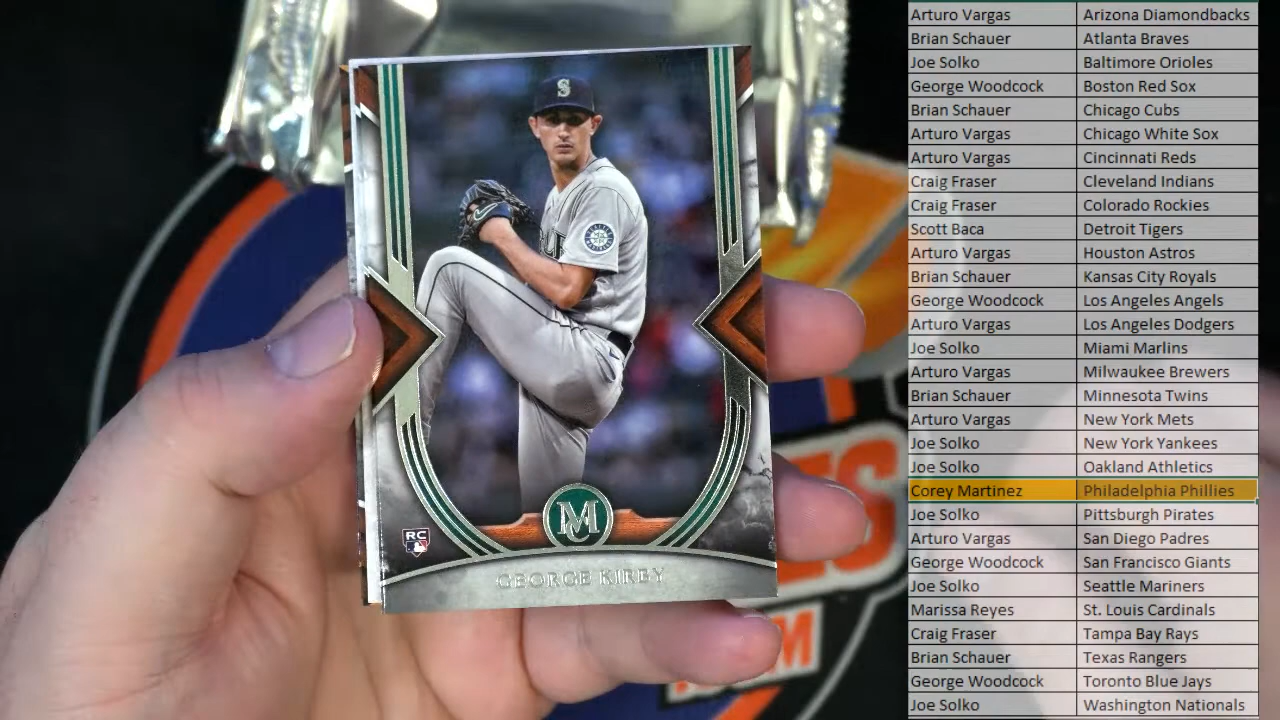 S
RC
MC
GEORGE KIRBY
ES
OM
Arturo Vargas Arizona Diamondbacks
Brian Schauer Atlanta Braves
Joe Solko Baltimore Orioles
George Woodcock Boston Red Sox
Brian Schauer Chicago Cubs
Arturo Vargas Chicago White Sox
Arturo Vargas Cincinnati Reds
Craig Fraser Cleveland Indians
Craig Fraser Colorado Rockies
Scott Baca Detroit Tigers
Arturo Vargas Houston Astros
Brian Schauer Kansas City Royals
George Woodcock Los Angeles Angels
Arturo Vargas Los Angeles Dodgers
Joe Solko Miami Marlins
Arturo Vargas Milwaukee Brewers
Brian Schauer Minnesota Twins
Arturo Vargas New York Mets
Joe Solko New York Yankees
Joe Solko Oakland Athletics
Corey Martinez Philadelphia Phillies
Joe Solko Pittsburgh Pirates
Arturo Vargas San Diego Padres
George Woodcock San Francisco Giants
Joe Solko Seattle Mariners
Marissa Reyes St. Louis Cardinals
Craig Fraser Tampa Bay Rays
Brian Schauer Texas Rangers
George Woodcock Toronto Blue Jays
Joe Solko Washington Nationals